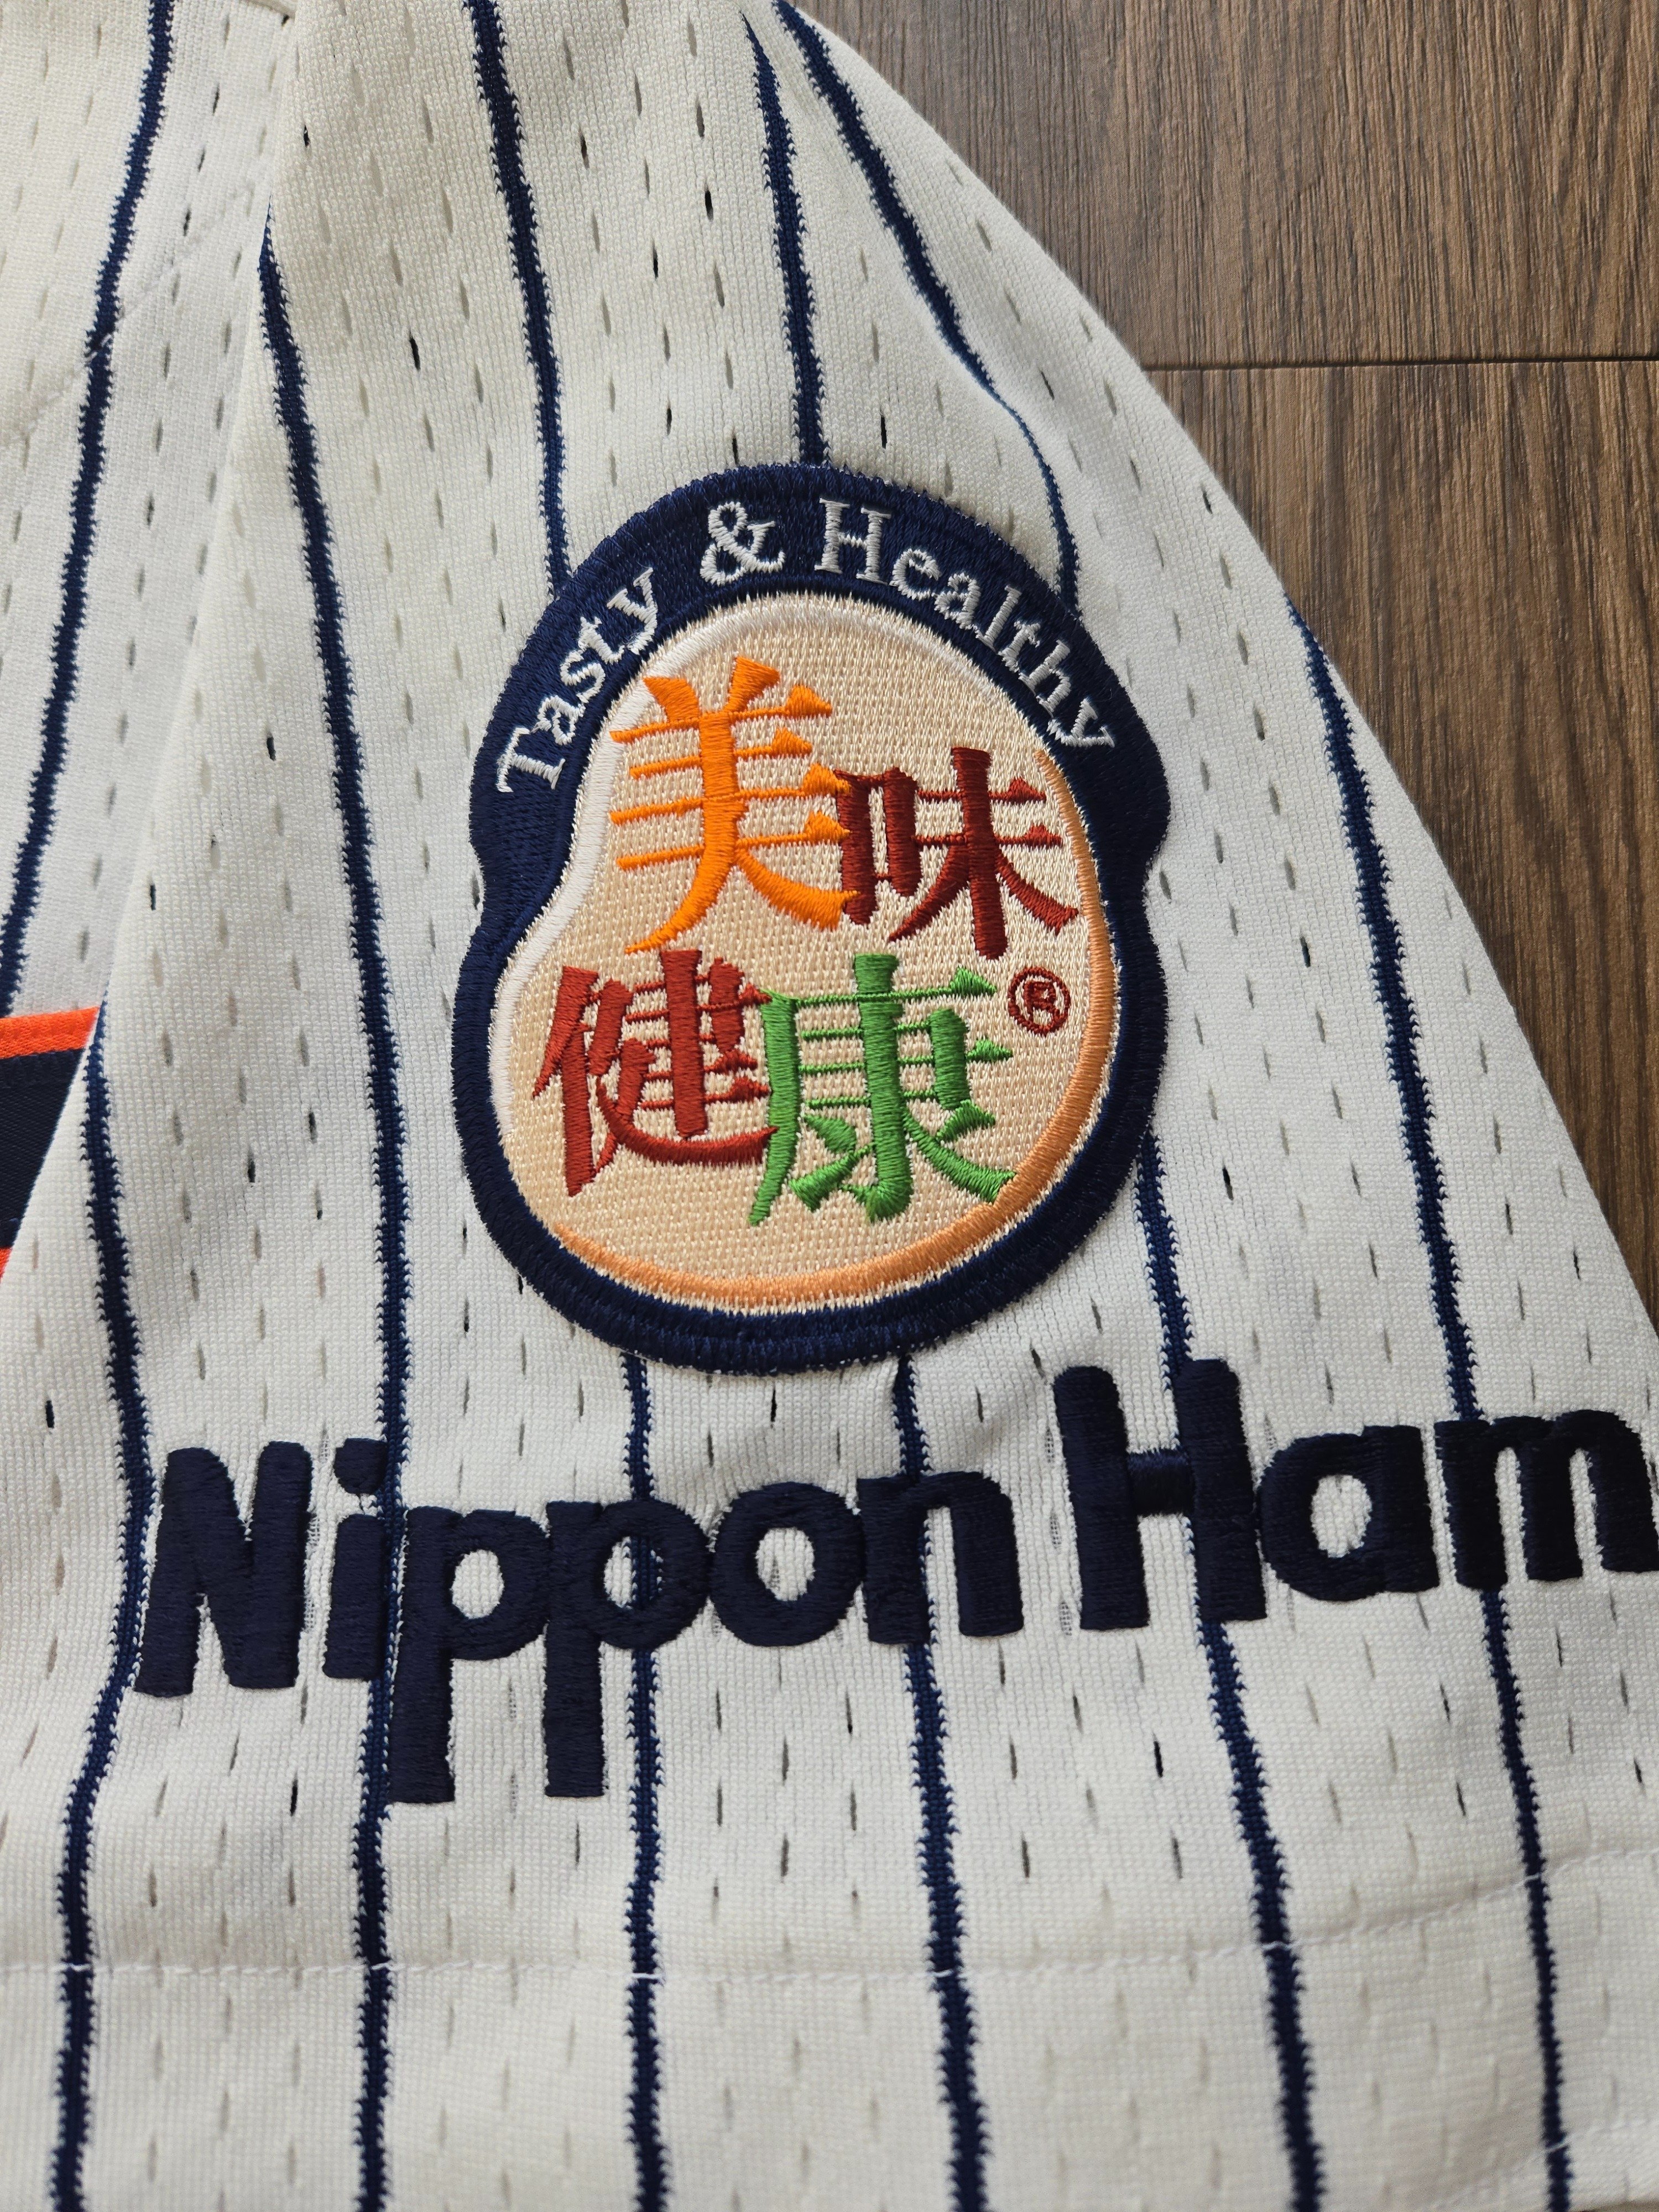 Tasty & Healthy
美味
健康®
Nippon Ham